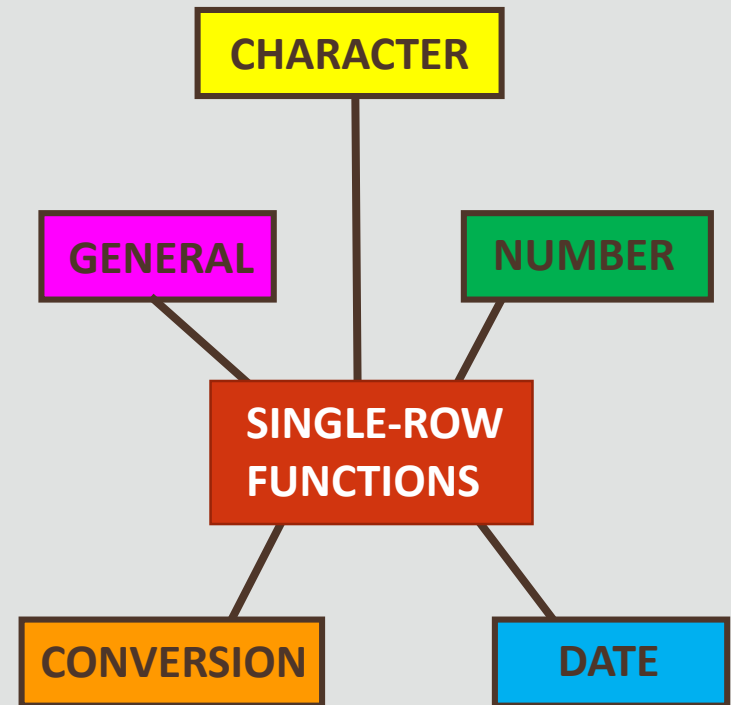 CHARACTER
GENERAL
NUMBER
SINGLE-ROW
FUNCTIONS
CONVERSION
DATE